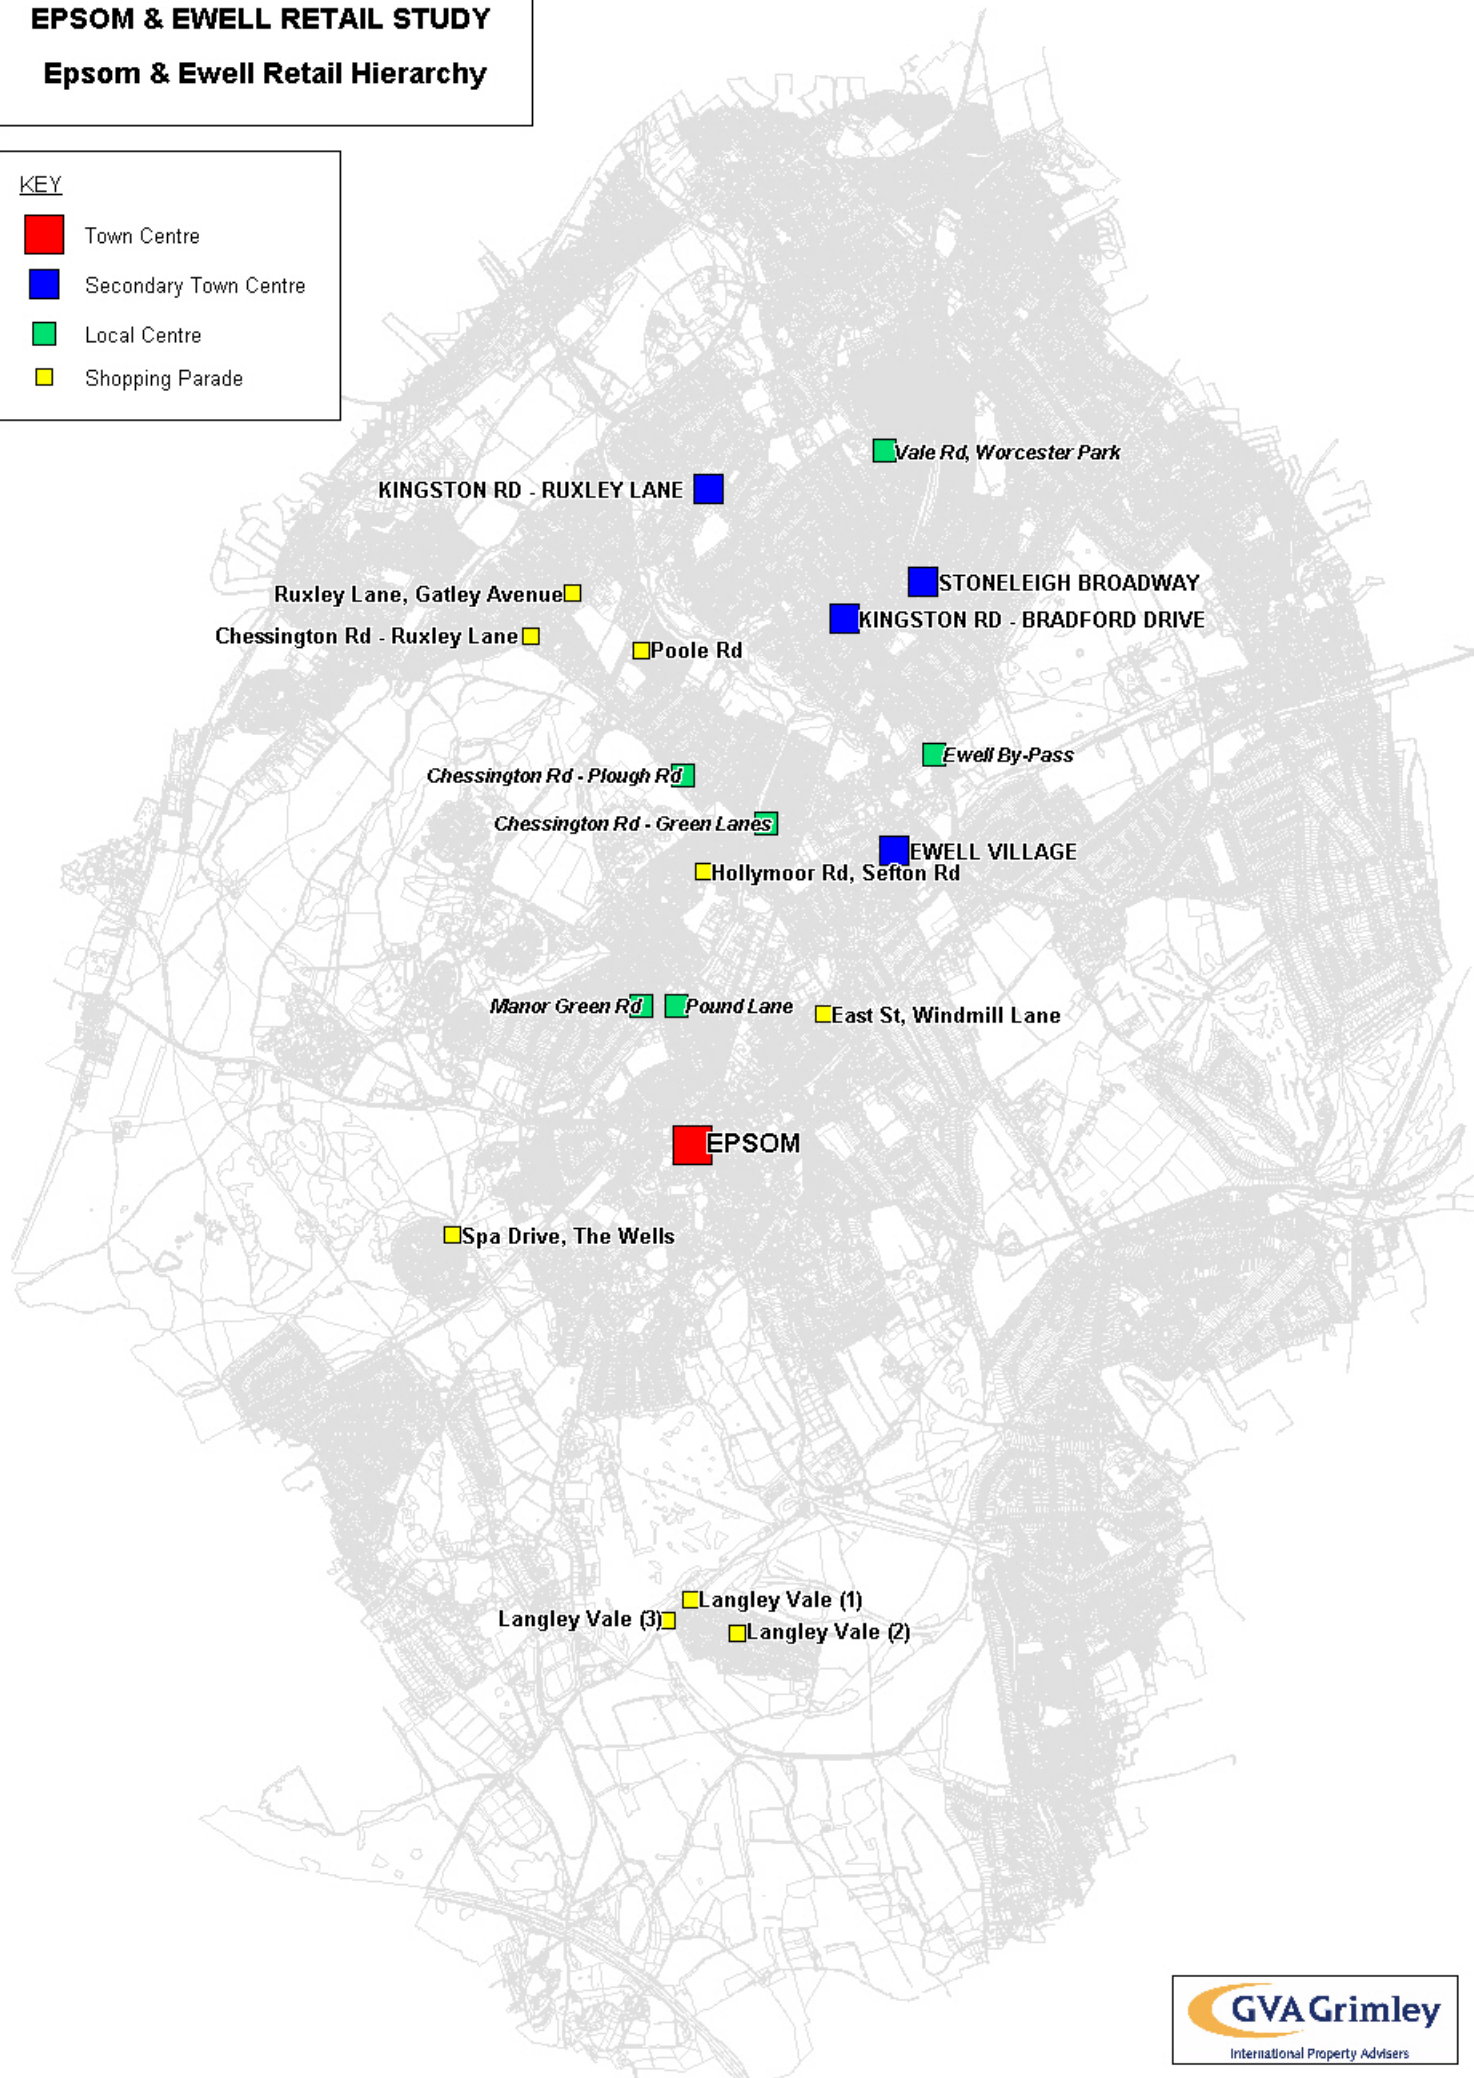 EPSOM & EWELL RETAIL STUDY
Epsom & Ewell Retail Hierarchy
KEY
Town Centre
Secondary Town Centre
Local Centre
Shopping Parade
Vale Rd, Worcester Park
KINGSTON RD - RUXLEY LANE
STONELEIGH BROADWAY
Ruxley Lane, Gatley Avenue
KINGSTON RD - BRADFORD DRIVE
Chessington Rd - Ruxley Lane
Poole Rd
Ewell By-Pass
Chessington Rd - Plough Rd
Chessington Rd - Green Lanes
EWELL VILLAGE
Hollymoor Rd, Sefton Rd
Manor Green Rd
Pound Lane
East St, Windmill Lane
EPSOM
Spa Drive, The Wells
Langley Vale (1)
Langley Vale (3)
Langley Vale (2)
GVA Grimley
International Property Advisers